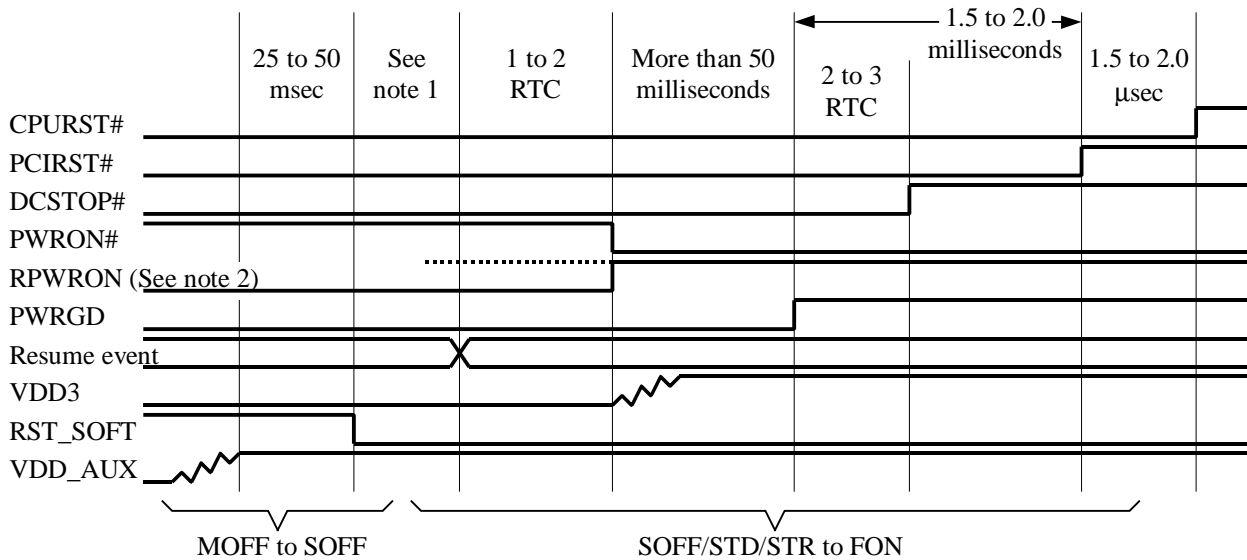 1.5 to 2.0
milliseconds
25 to 50
msec
See
note 1
1 to 2
RTC
More than 50
milliseconds
2 to 3
RTC
1.5 to 2.0
μsec
CPURST#
PCIRST#
DCSTOP#
PWRON#
RPWRON (See note 2)
PWRGD
Resume event
VDD3
RST_SOFT
VDD_AUX
MOFF to SOFF
SOFF/STD/STR to FON